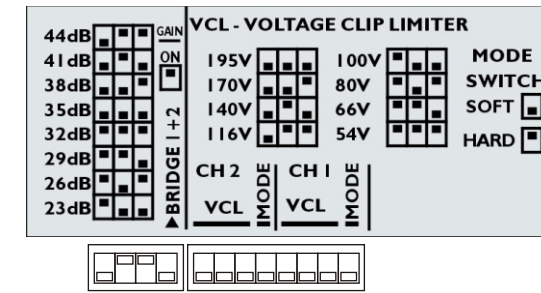 VCL - VOLTAGE CLIP LIMITER
44dB
41dB
38dB
35dB
32dB
29dB
26dB
23dB
GAIN
ON
BRIDGE 1+2
195V 100V
170V 80V
140V 66V
116V 54V
MODE
SWITCH
SOFT
HARD
CH 2 CH 1
VCL MODE VCL MODE